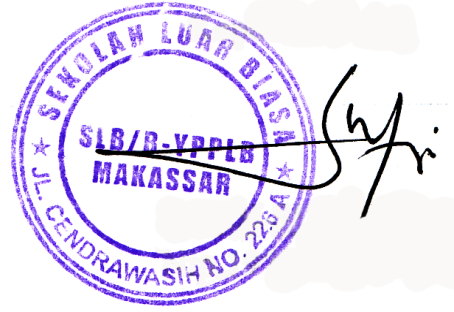 SEKOLAH LUAR BIASA
SLB/B-YPPLB
MAKASSAR
JL. CENDRAWASIH NO. 226 A